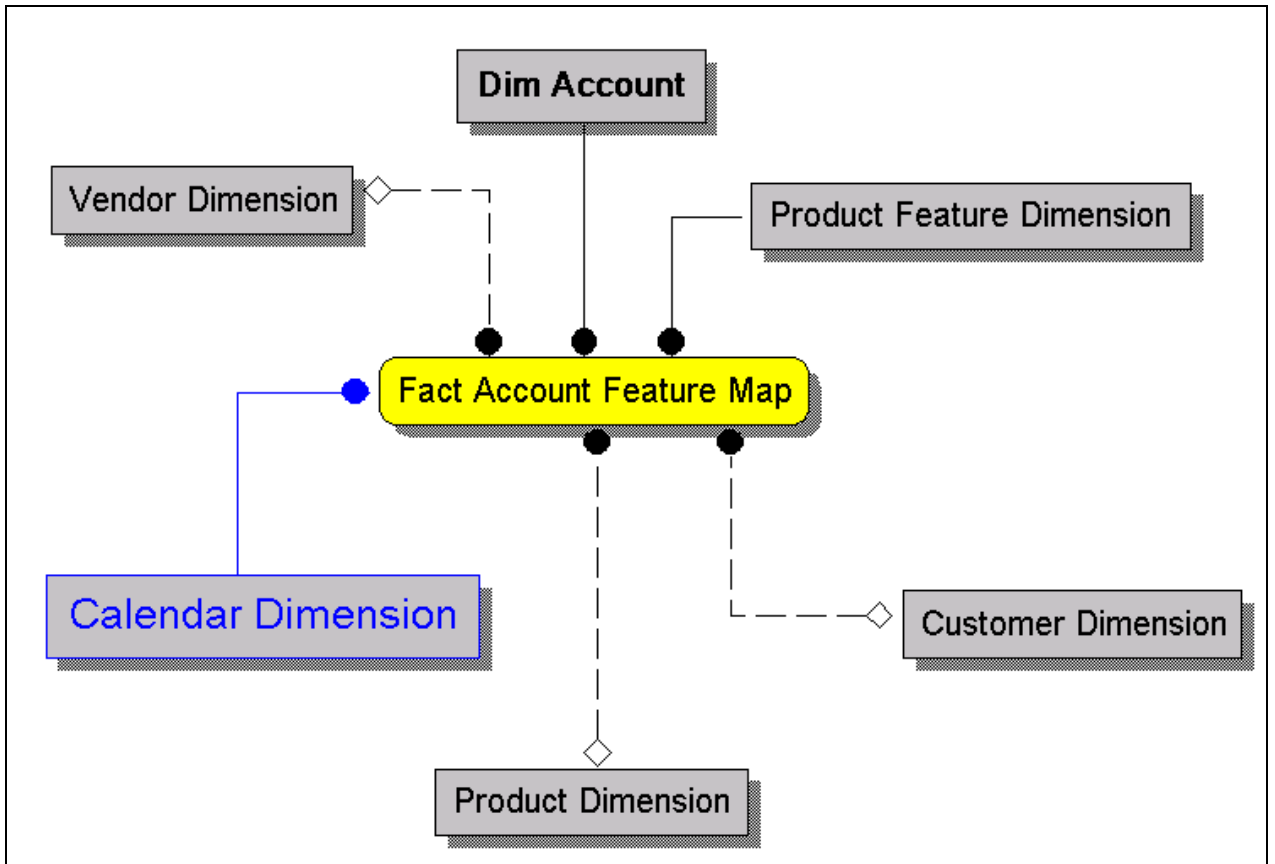 Dim Account
Vendor Dimension
Product Feature Dimension
Fact Account Feature Map
Calendar Dimension
Customer Dimension
Product Dimension